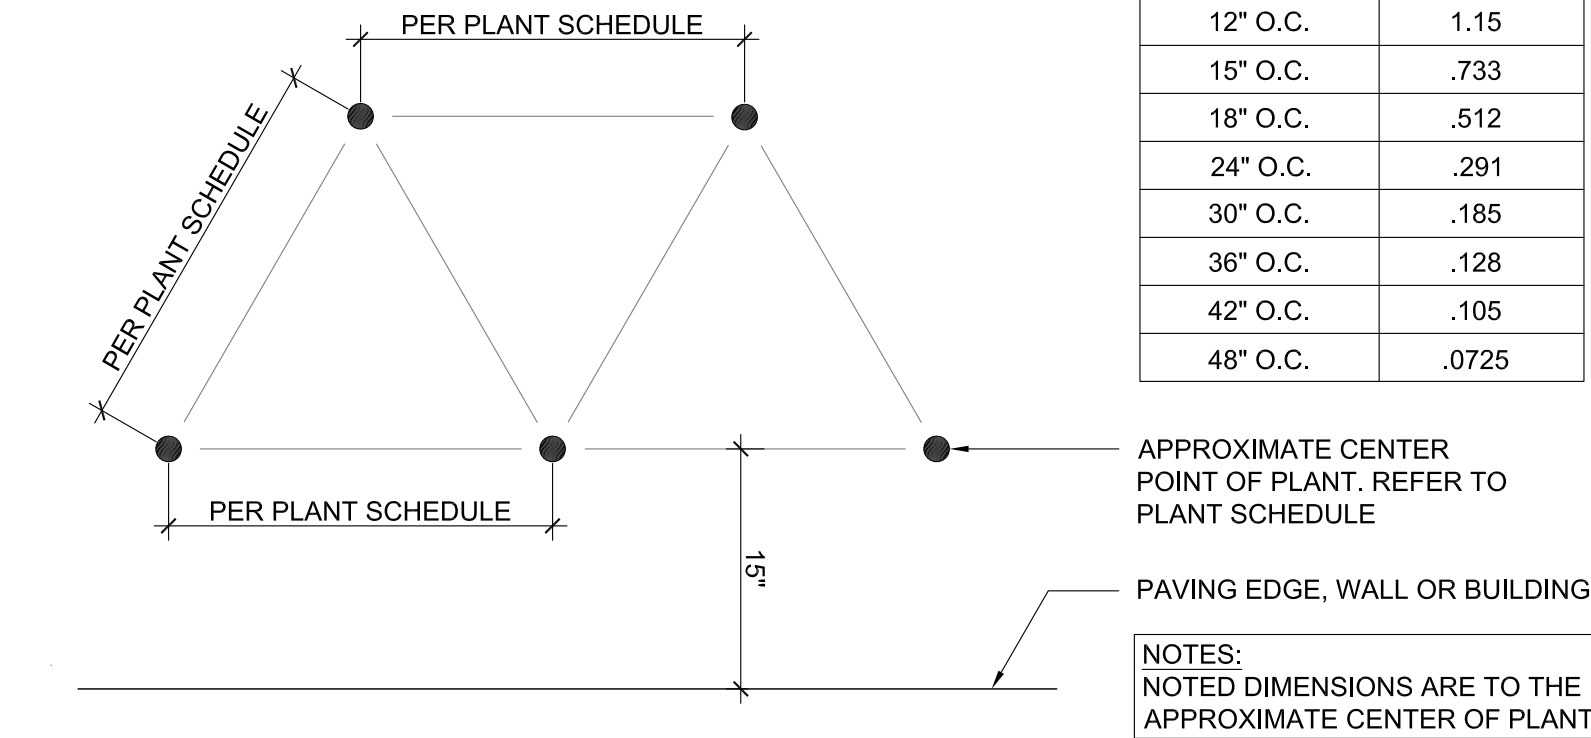 PER PLANT SCHEDULE
PER PLANT SCHEDULE
PER PLANT SCHEDULE
15"
12" O.C. 1.15
15" O.C. .733
18" O.C. .512
24" O.C. .291
30" O.C. .185
36" O.C. .128
42" O.C. .105
48" O.C. .0725
APPROXIMATE CENTER
POINT OF PLANT. REFER TO
PLANT SCHEDULE
PAVING EDGE, WALL OR BUILDING
NOTES:
NOTED DIMENSIONS ARE TO THE
APPROXIMATE CENTER OF PLANT